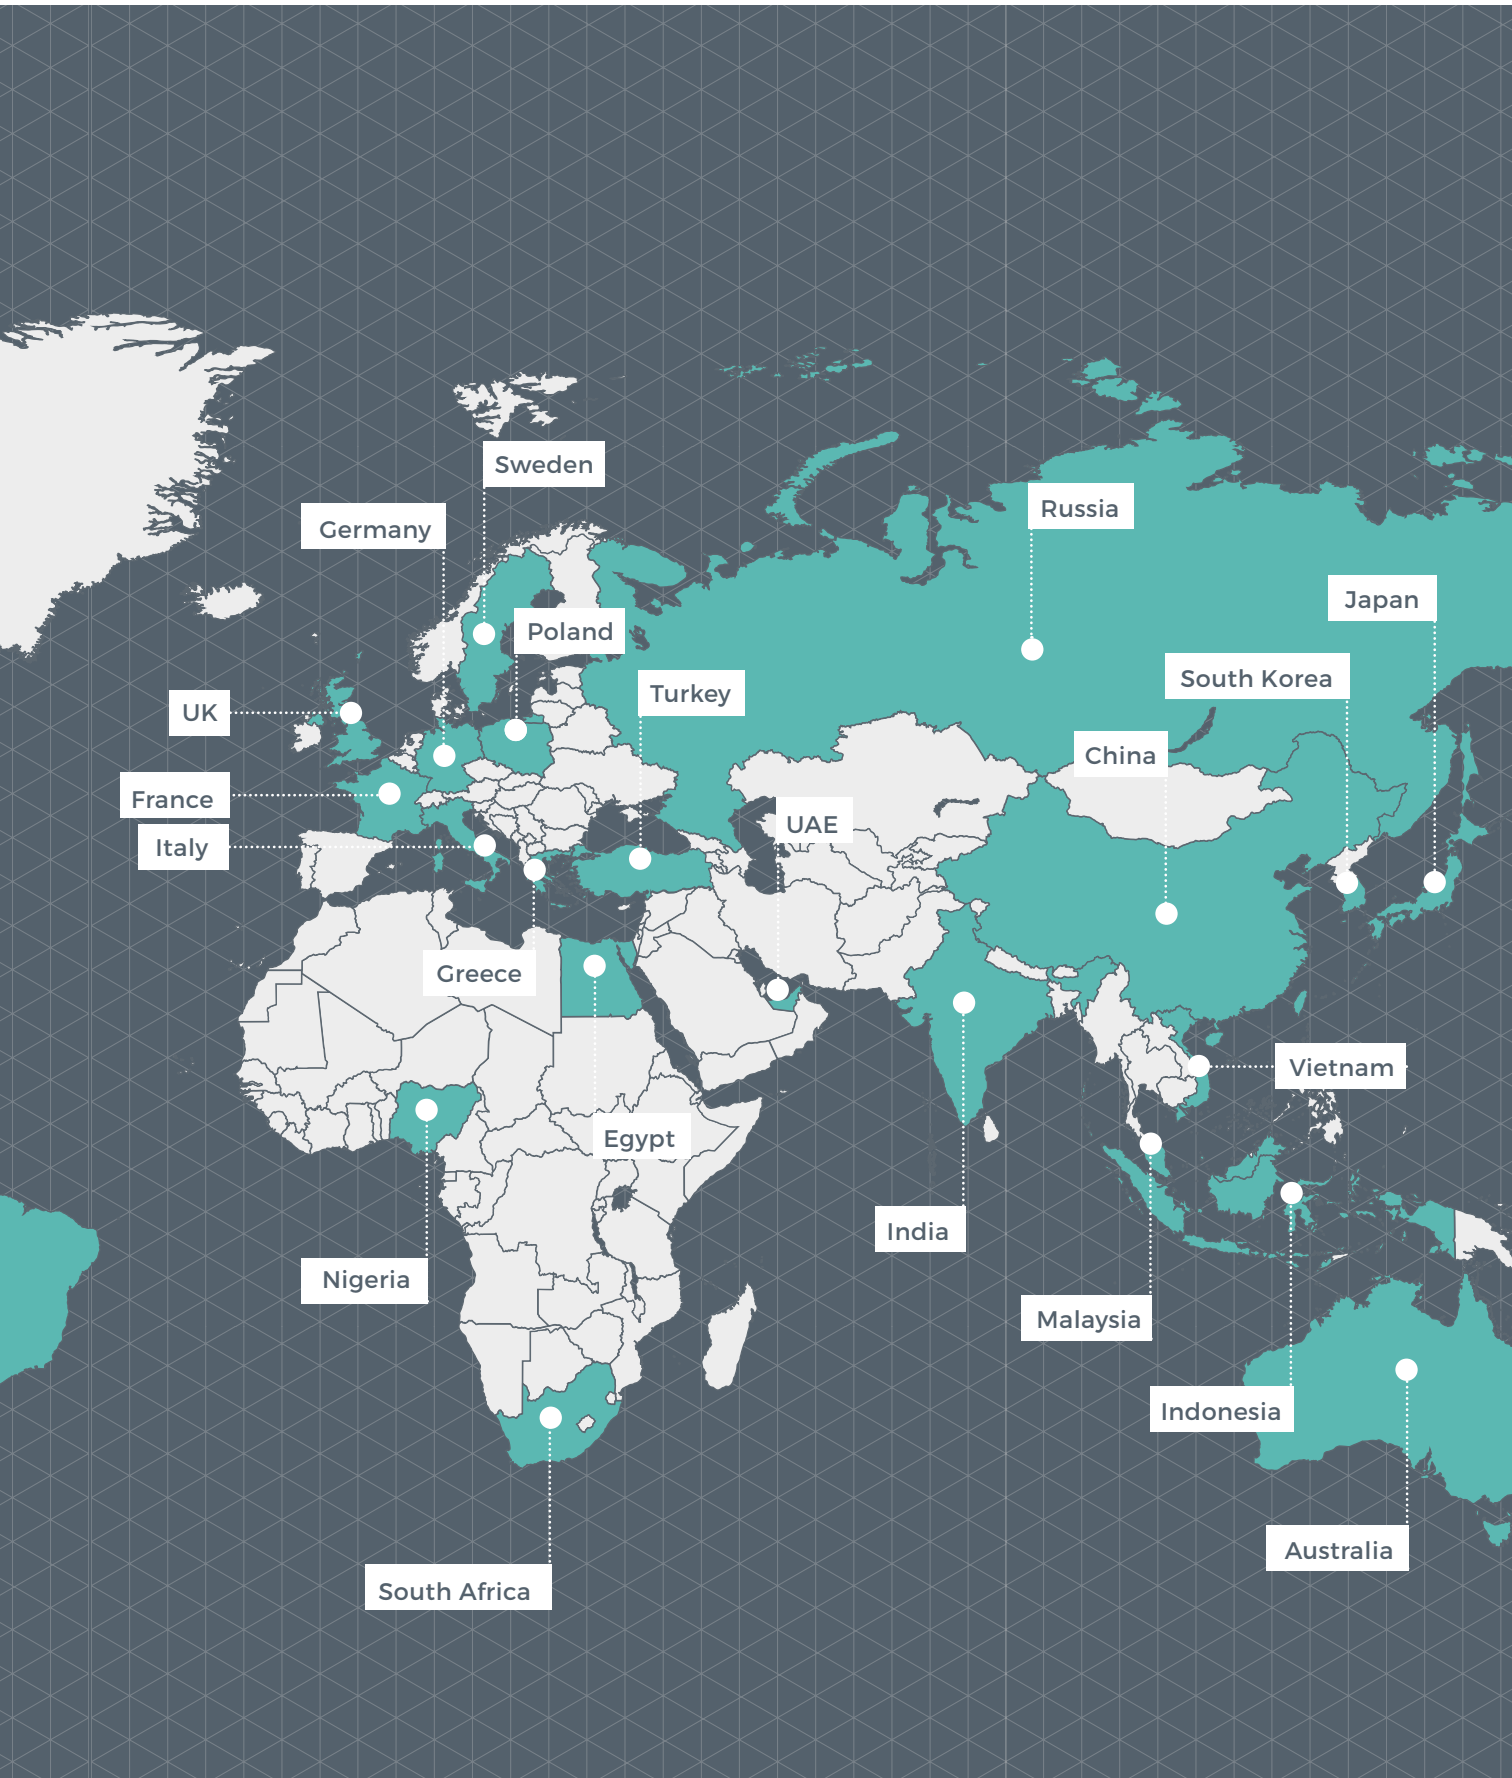 Sweden
Russia
Germany
Japan
Poland
South Korea
Turkey
UK
China
France
UAE
Italy
Greece
Vietnam
Egypt
India
Nigeria
Malaysia
Indonesia
Australia
South Africa